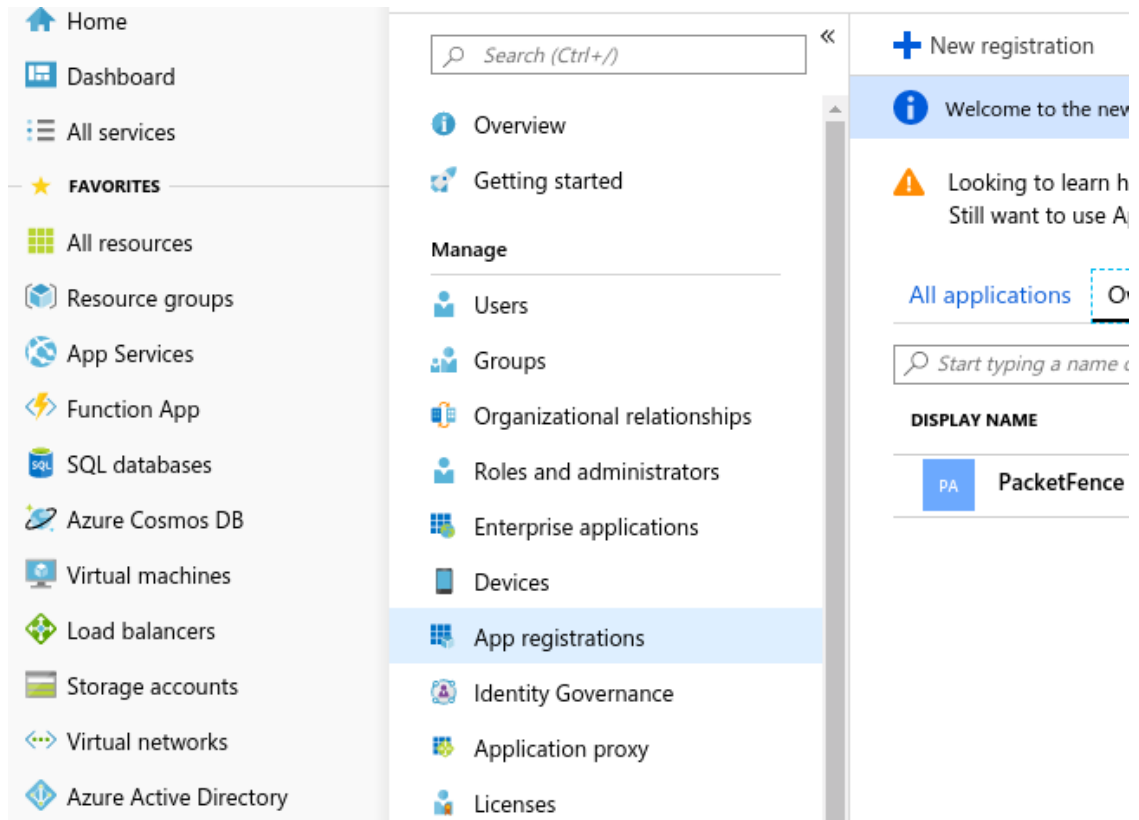 Home
Dashboard
All services
FAVORITES
All resources
Resource groups
App Services
Function App
SQL databases
Azure Cosmos DB
Virtual machines
Load balancers
Storage accounts
Virtual networks
Azure Active Directory
Search (Ctrl+/)
«
Overview
Getting started
Manage
Users
Groups
Organizational relationships
Roles and administrators
Enterprise applications
Devices
App registrations
Identity Governance
Application proxy
Licenses
New registration
Welcome to the new
Looking to learn h
Still want to use A
All applications
Start typing a name
DISPLAY NAME
PA PacketFence